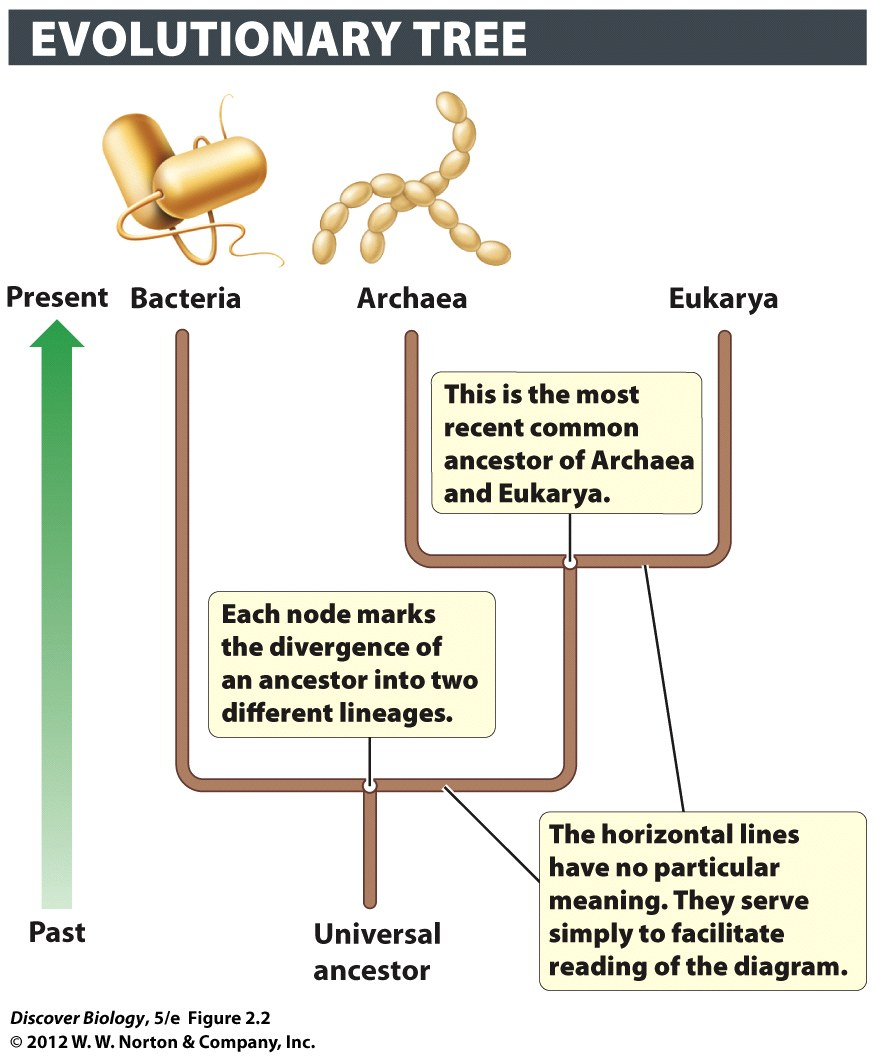 EVOLUTIONARY TREE
Present
Bacteria
Archaea
Eukarya
This is the most
recent common
ancestor of Archaea
and Eukarya.
Each node marks
the divergence of
an ancestor into two
different lineages.
The horizontal lines
have no particular
meaning. They serve
simply to facilitate
reading of the diagram.
Past
Universal
ancestor
Discover Biology, 5/e Figure 2.2
© 2012 W. W. Norton & Company, Inc.